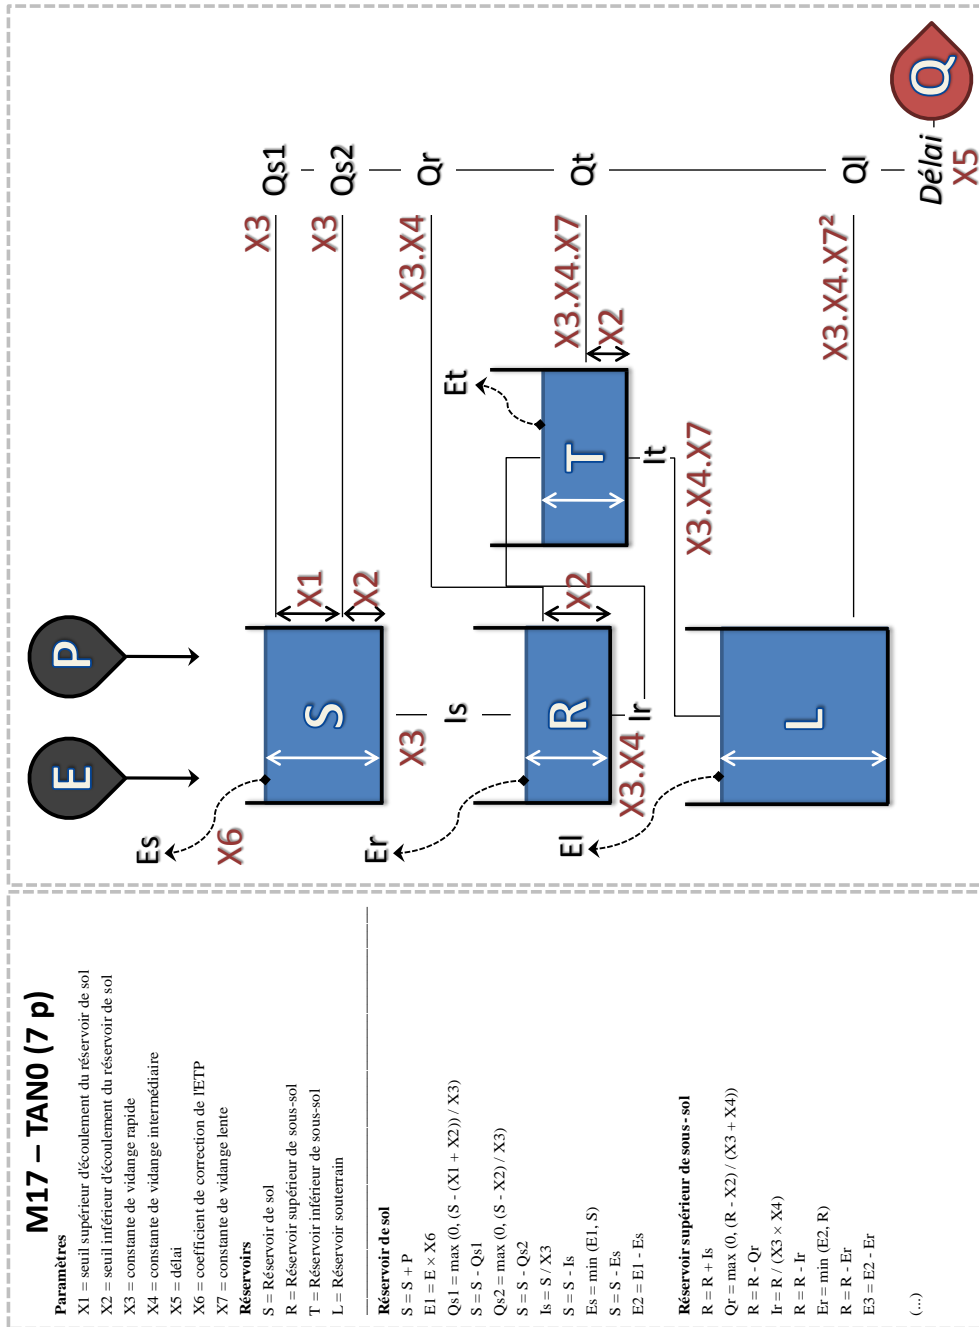 M17 – TAN0 (7 p)
Paramètres
X1 = seuil supérieur d'écoulement du réservoir de sol
X2 = seuil inférieur d'écoulement du réservoir de sol
X3 = constante de vidange rapide
X4 = constante de vidange intermédiaire
X5 = délai
X6 = coefficient de correction de l'ETP
X7 = constante de vidange lente
Réservoirs
S = Réservoir de sol
R = Réservoir supérieur de sous-sol
T = Réservoir inférieur de sous-sol
L = Réservoir souterrain
Réservoir de sol
S = S + P
E1 = E × X6
Qs1 = max (0, (S - (X1 + X2)) / X3)
S = S - Qs1
Qs2 = max (0, (S - X2) / X3)
S = S - Qs2
Is = S / X3
S = S - Is
Es = min (E1, S)
S = S - Es
E2 = E1 - Es
Réservoir supérieur de sous - sol
R = R + Is
Qr = max (0, (R - X2) / (X3 + X4))
R = R - Qr
Ir = R / (X3 × X4)
R = R - Ir
Er = min (E2, R)
R = R - Er
E3 = E2 - Er
(...)
E
P
Es
X6
S
X1
X2
X3
Qs1
X3
Qs2
X3
Is
Er
R
X2
X3.X4
Qr
Ir
X3.X4
Et
T
X2
X3.X4.X7
Qt
It
X3.X4.X7
El
L
X3.X4.X7²
Ql
Délai
X5
Q